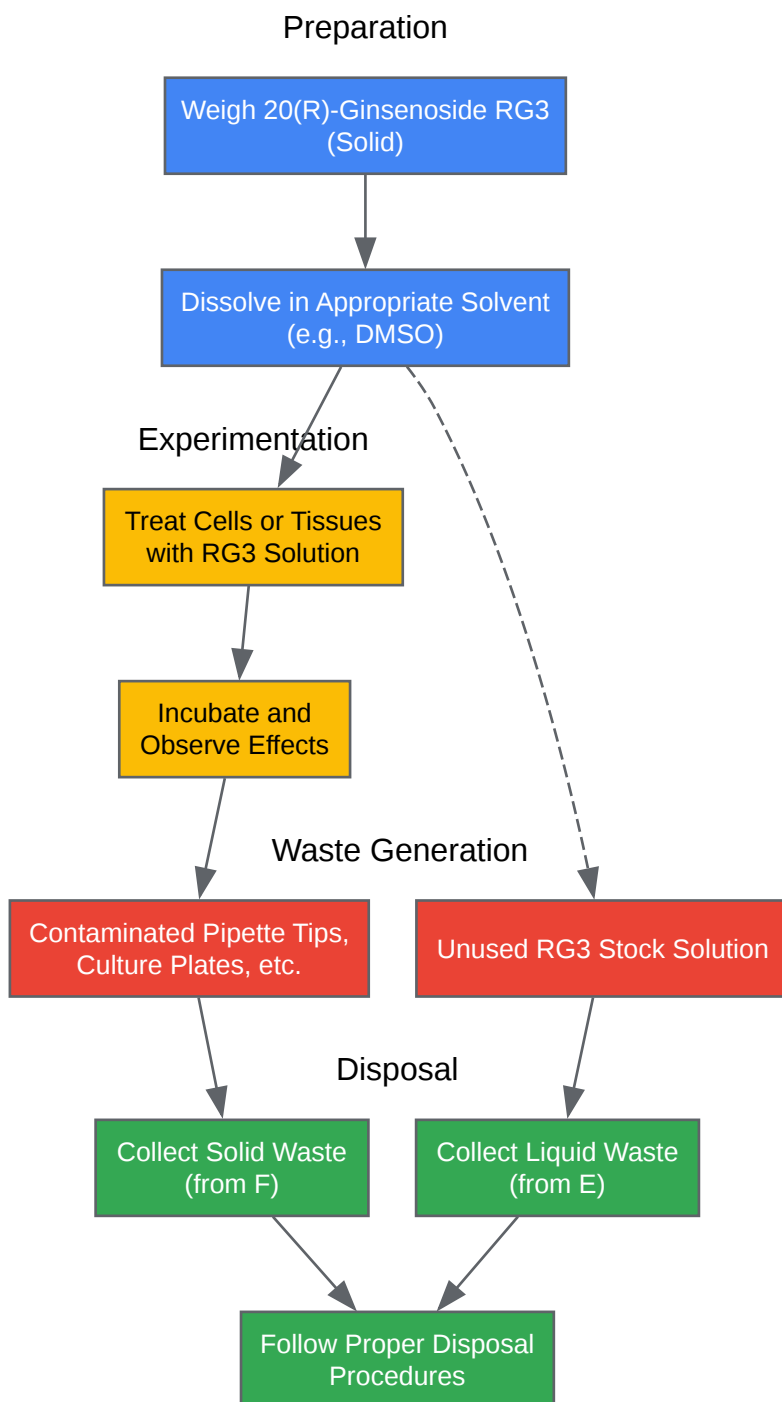 Preparation
Weigh 20(R)-Ginsenoside RG3
(Solid)
Dissolve in Appropriate Solvent
(e.g., DMSO)
Experimentation
Treat Cells or Tissues
with RG3 Solution
Incubate and
Observe Effects
Waste Generation
Contaminated Pipette Tips,
Culture Plates, etc.
Unused RG3 Stock Solution
Disposal
Collect Solid Waste
(from F)
Collect Liquid Waste
(from E)
Follow Proper Disposal
Procedures